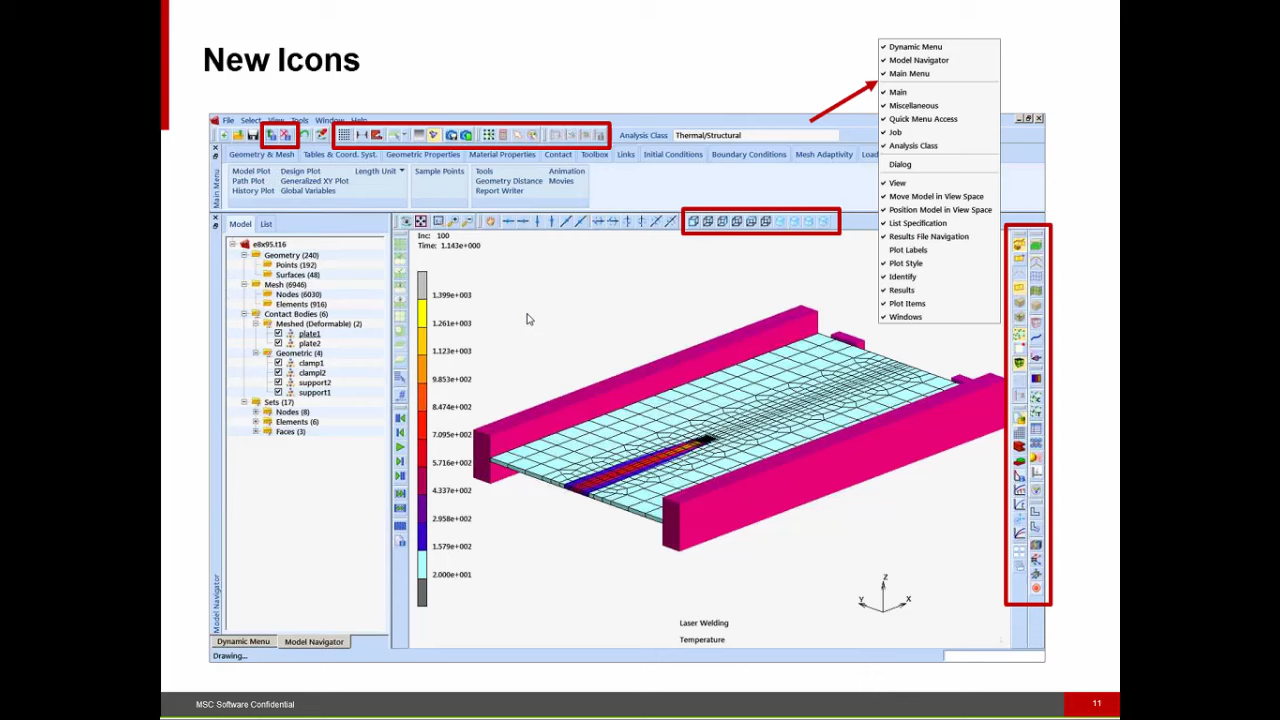 New Icons
Dynamic Menu
Model Navigator
Main Menu
Main
Miscellaneous
Quick Menu Access
Job
Analysis Class
Dialog
View
Move Model in View Space
Position Model in View Space
List Specification
Results File Navigation
Plot Labels
Plot Style
Identify
Results
Plot Items
Windows
File Select View Tools Window Help
Analysis Class Thermal/Structural
Geometry & Mesh Tables & Coord. Syst. Geometric Properties Material Properties Contact Toolbox Links Initial Conditions Boundary Conditions Mesh Adaptivity Load
Main Menu
Model Plot Design Plot Length Unit Sample Points Tools Animation
Path Plot Generalized XY Plot Geometry Distance Movies
History Plot Global Variables Report Writer
Model List
e8x95.t16
Geometry (240)
Points (192)
Surfaces (48)
Mesh (6946)
Nodes (6030)
Elements (916)
Contact Bodies (6)
Meshed (Deformable) (2)
plate1
plate2
Geometric (4)
clamp1
clampl2
support2
support1
Sets (17)
Nodes (8)
Elements (6)
Faces (3)
Model Navigator
Inc: 100
Time: 1.143e+000
1.399e+003
1.261e+003
1.123e+003
9.853e+002
8.474e+002
7.095e+002
5.716e+002
4.337e+002
2.958e+002
1.579e+002
2.000e+001
Z
Y X
Laser Welding
Temperature
1
Dynamic Menu Model Navigator
Drawing...
MSC Software Confidential
11